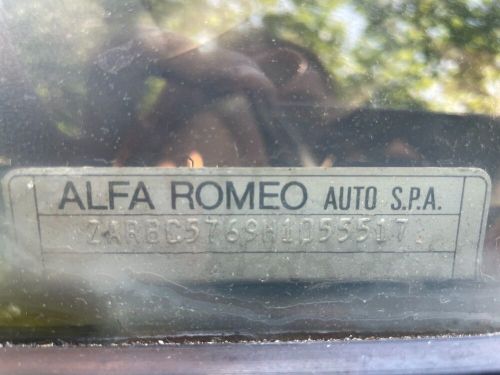 ALFA ROMEO AUTO S.P.A.
ZARBC5769H1055517